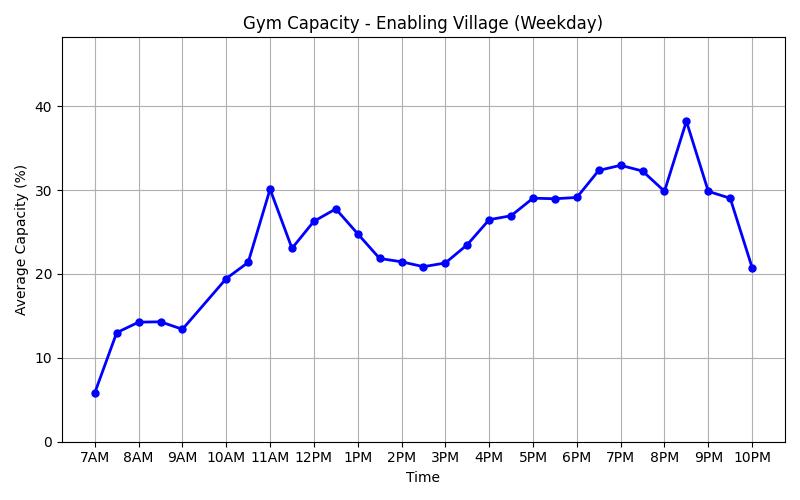 Gym Capacity - Enabling Village (Weekday)
Average Capacity (%)
40
30
20
10
0
7AM 8AM 9AM 10AM 11AM 12PM 1PM 2PM 3PM 4PM 5PM 6PM 7PM 8PM 9PM 10PM
Time